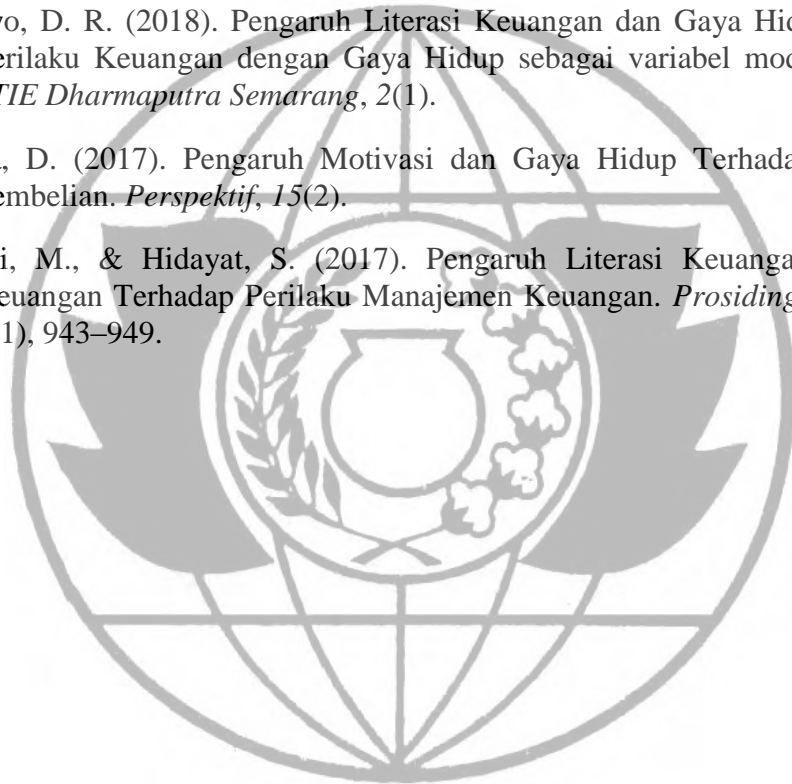 vo, D. R. (2018). Pengaruh Literasi Keuangan dan Gaya Hid
erilaku Keuangan dengan Gaya Hidup sebagai variabel mod
TIE Dharmaputra Semarang, 2(1).
, D. (2017). Pengaruh Motivasi dan Gaya Hidup Terhada
embelian. Perspektif, 15(2).
i, M., & Hidayat, S. (2017). Pengaruh Literasi Keuanga
euangan Terhadap Perilaku Manajemen Keuangan. Prosiding
1), 943–949.